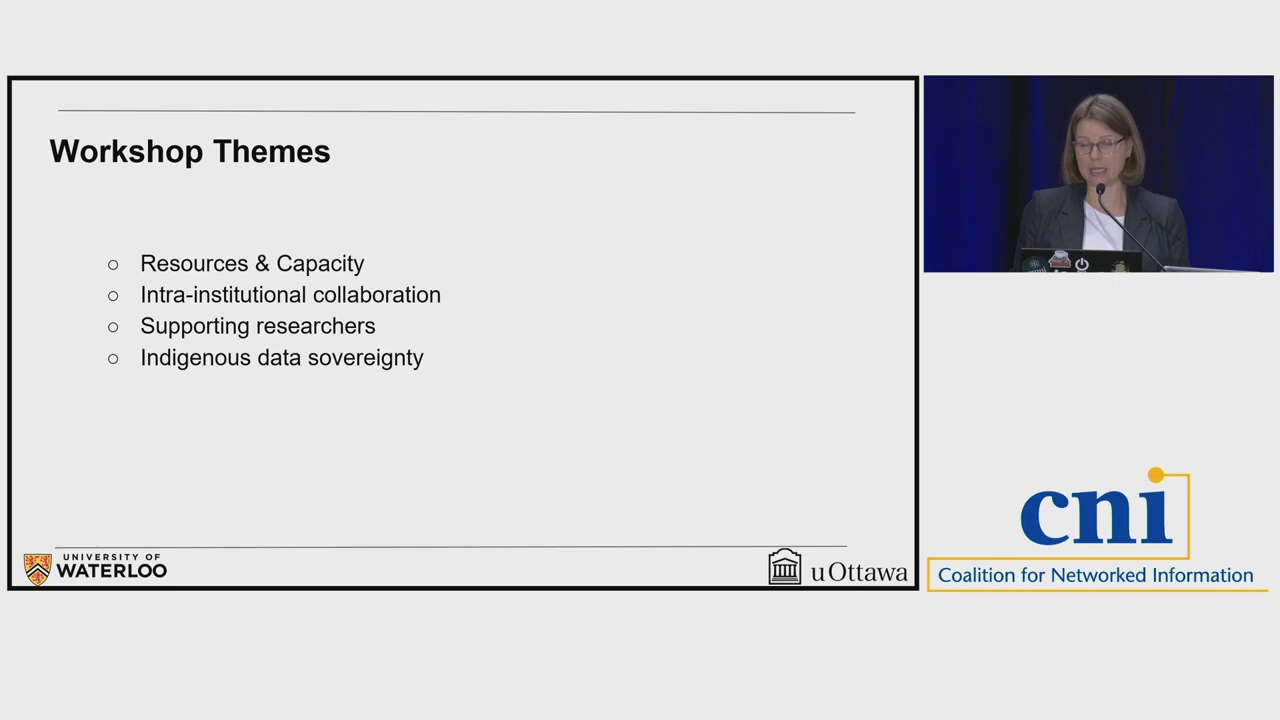 Workshop Themes
Resources & Capacity
Intra-institutional collaboration
Supporting researchers
Indigenous data sovereignty
UNIVERSITY OF
WATERLOO
uOttawa
cni
Coalition for Networked Information